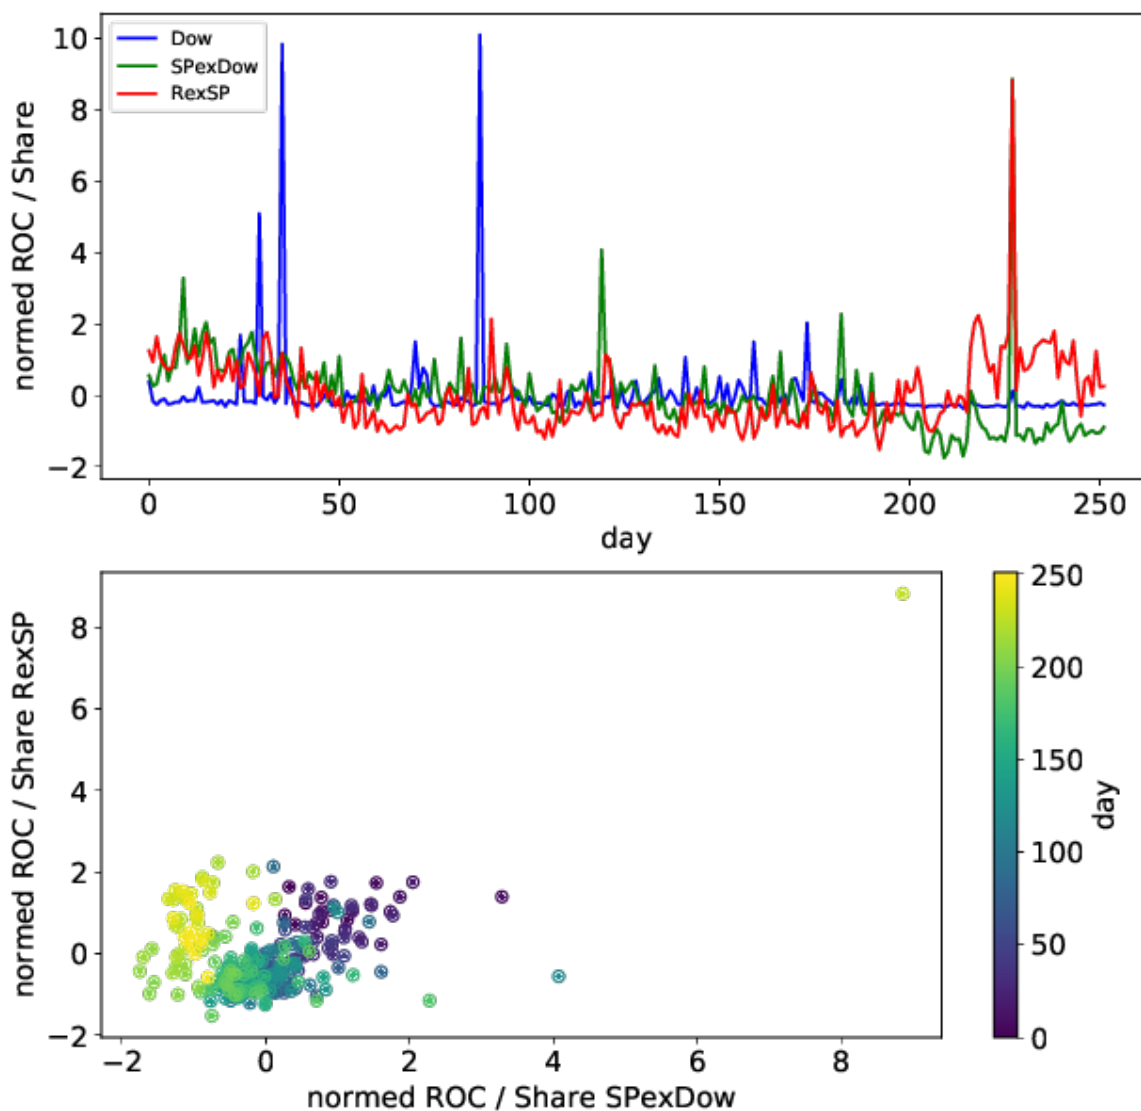 normed ROC / Share
10
8
6
4
2
0
−2
Dow
SPexDow
RexSP
0 50 100 150 200 250
day
normed ROC / Share RexSP
8
6
4
2
0
−2
−2 0 2 4 6 8
normed ROC / Share SPexDow
250
200
150
100
50
0
day